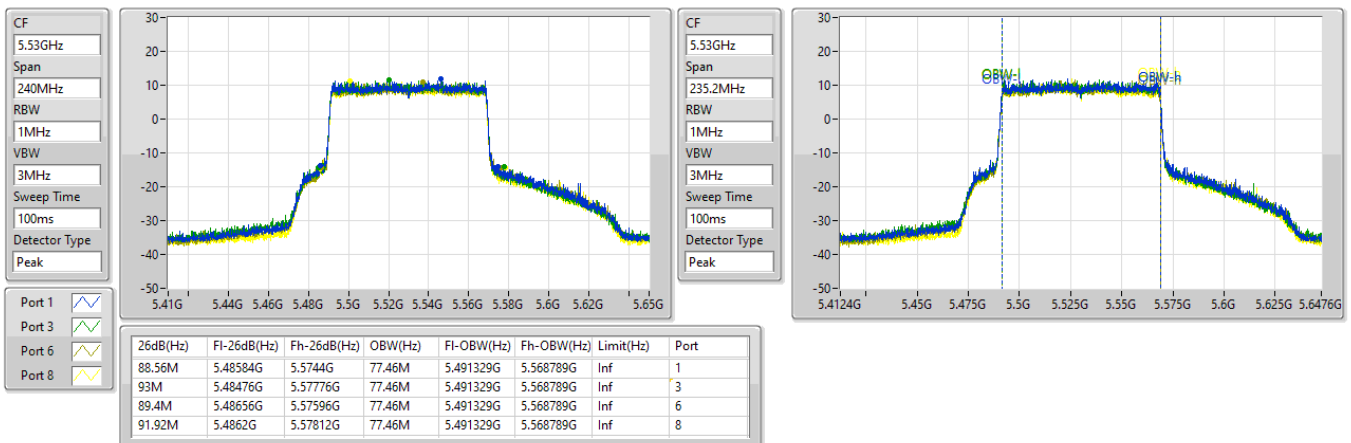 CF
5.53GHz
Span
240MHz
RBW
1MHz
VBW
3MHz
Sweep Time
100ms
Detector Type
Peak
30
20
10
0
-10
-20
-30
-40
-50
5.41G 5.44G 5.46G 5.48G 5.5G 5.52G 5.54G 5.56G 5.58G 5.6G 5.62G 5.65G
CF
5.53GHz
Span
235.2MHz
RBW
1MHz
VBW
3MHz
Sweep Time
100ms
Detector Type
Peak
30
20
10
0
-10
-20
-30
-40
-50
OBW-l
OBW-h
5.4124G 5.45G 5.475G 5.5G 5.525G 5.55G 5.575G 5.6G 5.625G 5.6476G
Port 1
Port 3
Port 6
Port 8
26dB(Hz) Fl-26dB(Hz) Fh-26dB(Hz) OBW(Hz) Fl-OBW(Hz) Fh-OBW(Hz) Limit(Hz) Port
88.56M 5.48584G 5.5744G 77.46M 5.491329G 5.568789G Inf 1
93M 5.48476G 5.57776G 77.46M 5.491329G 5.568789G Inf 3
89.4M 5.48656G 5.57596G 77.46M 5.491329G 5.568789G Inf 6
91.92M 5.4862G 5.57812G 77.46M 5.491329G 5.568789G Inf 8